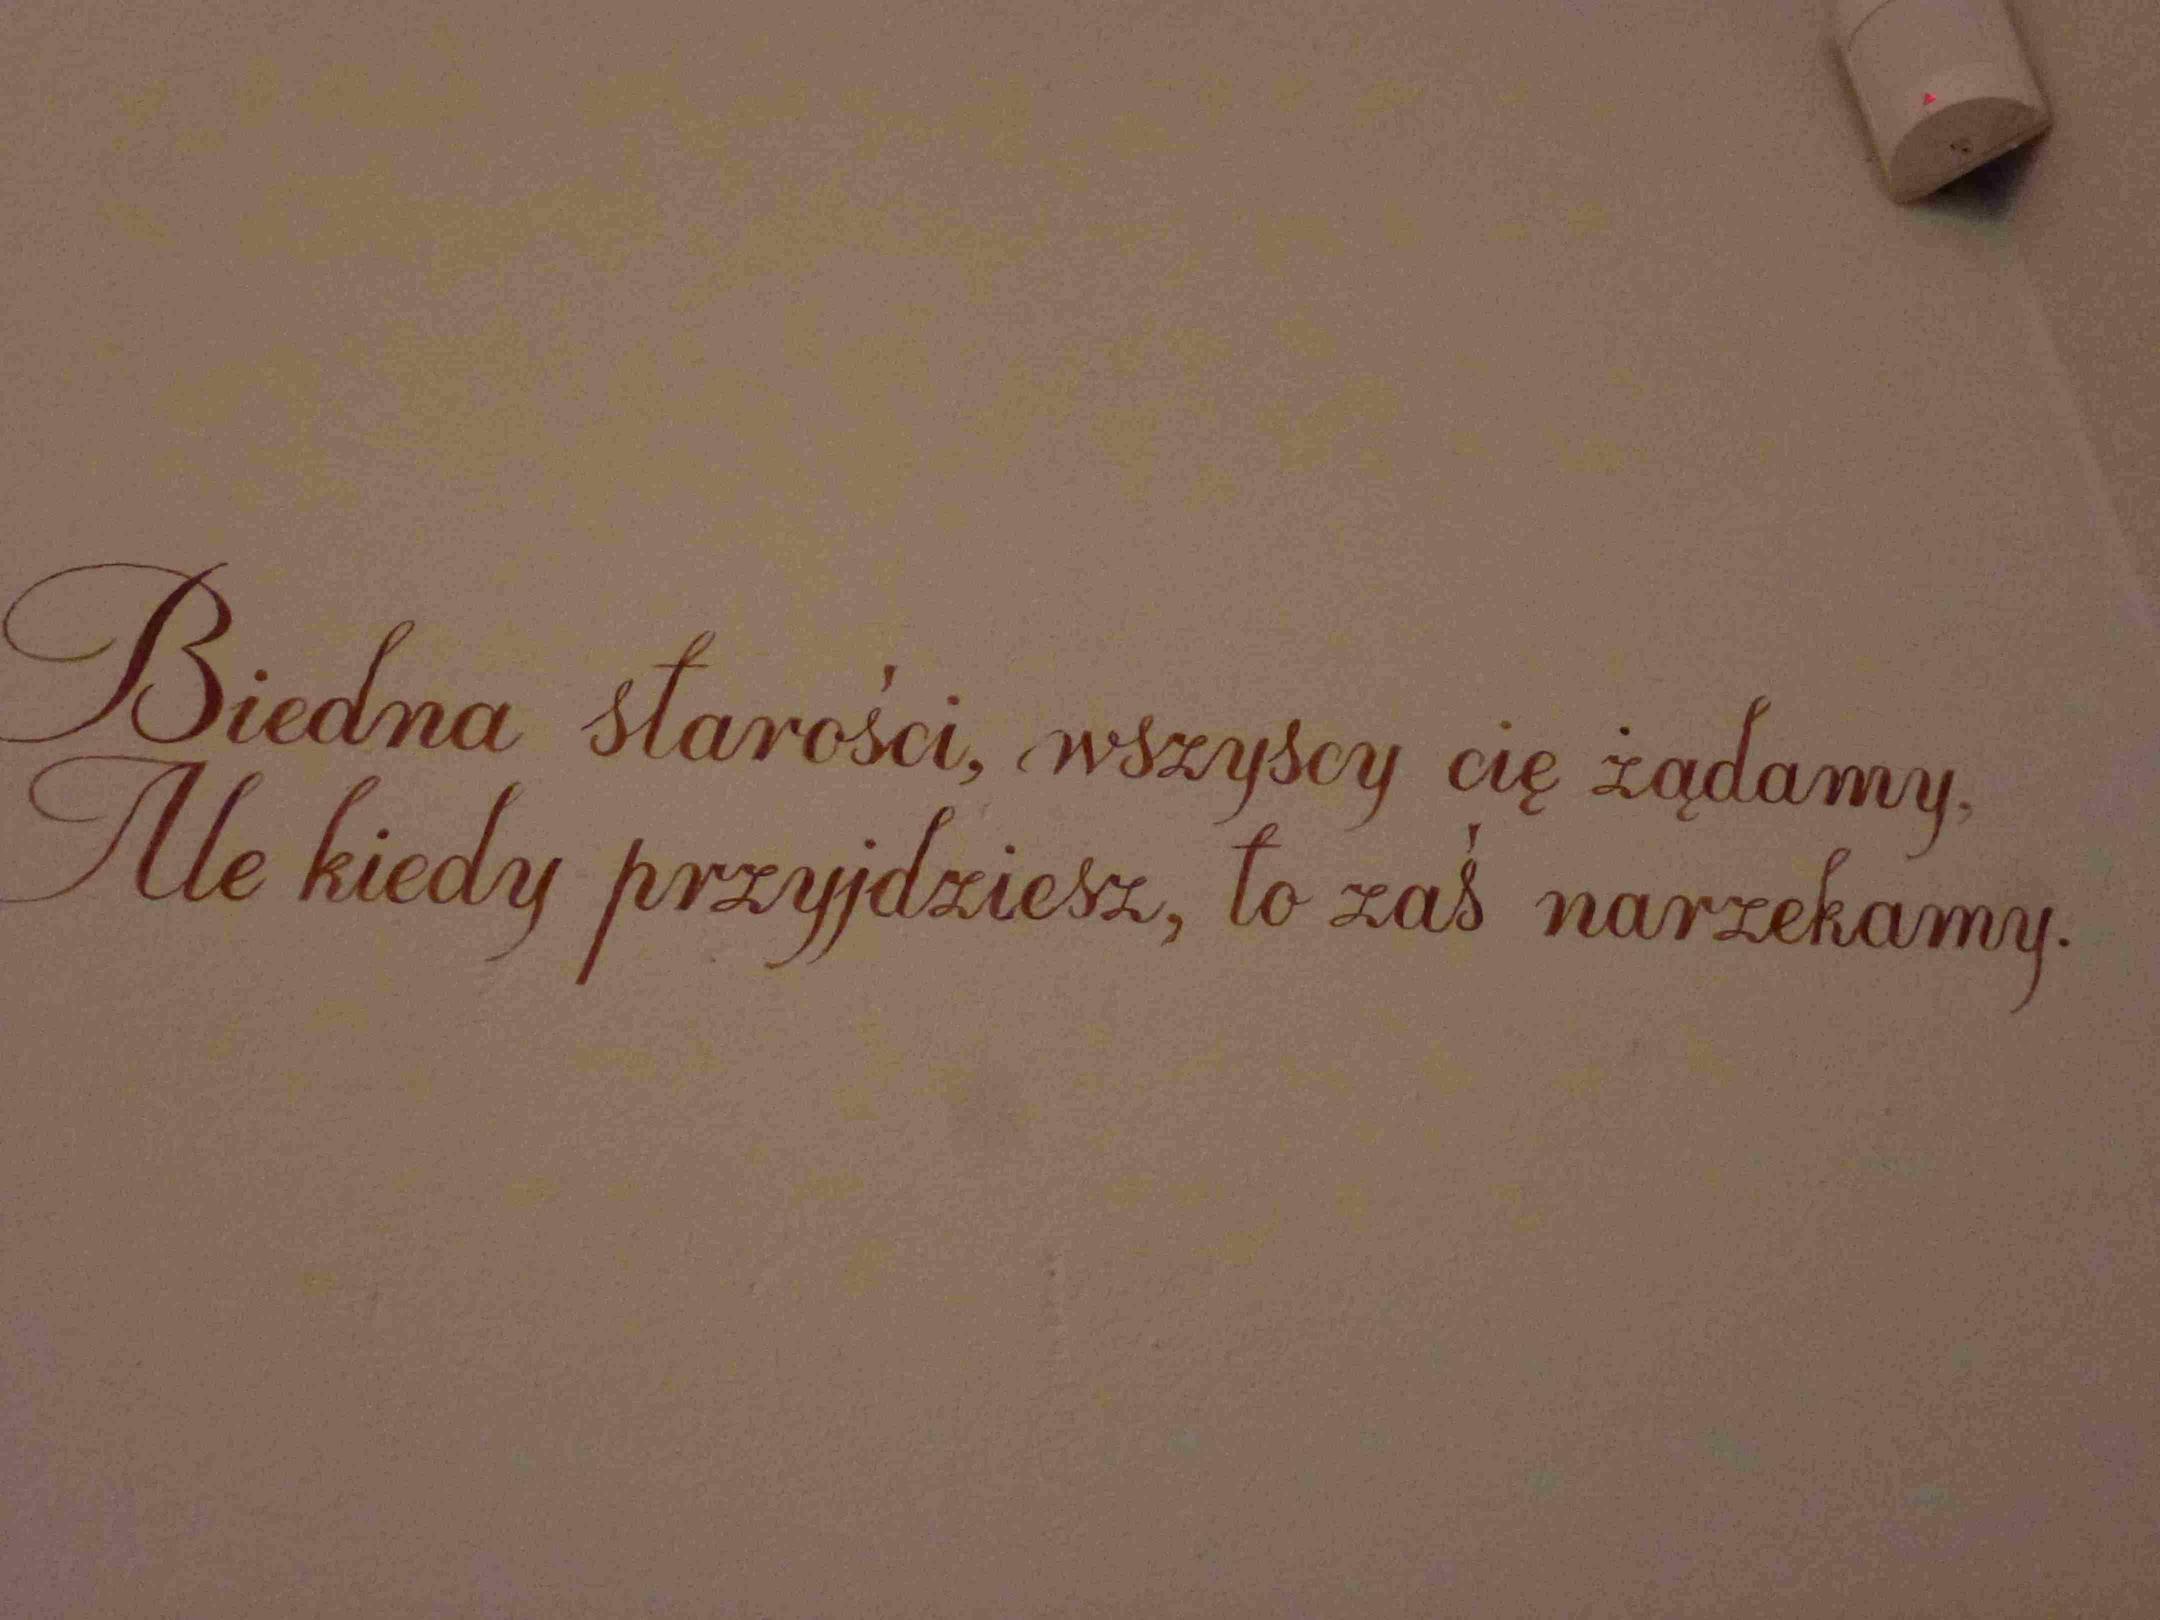 Biedna starości, wszyscy cię żądamy,
Ale kiedy przyjdziesz, to zaś narzekamy.